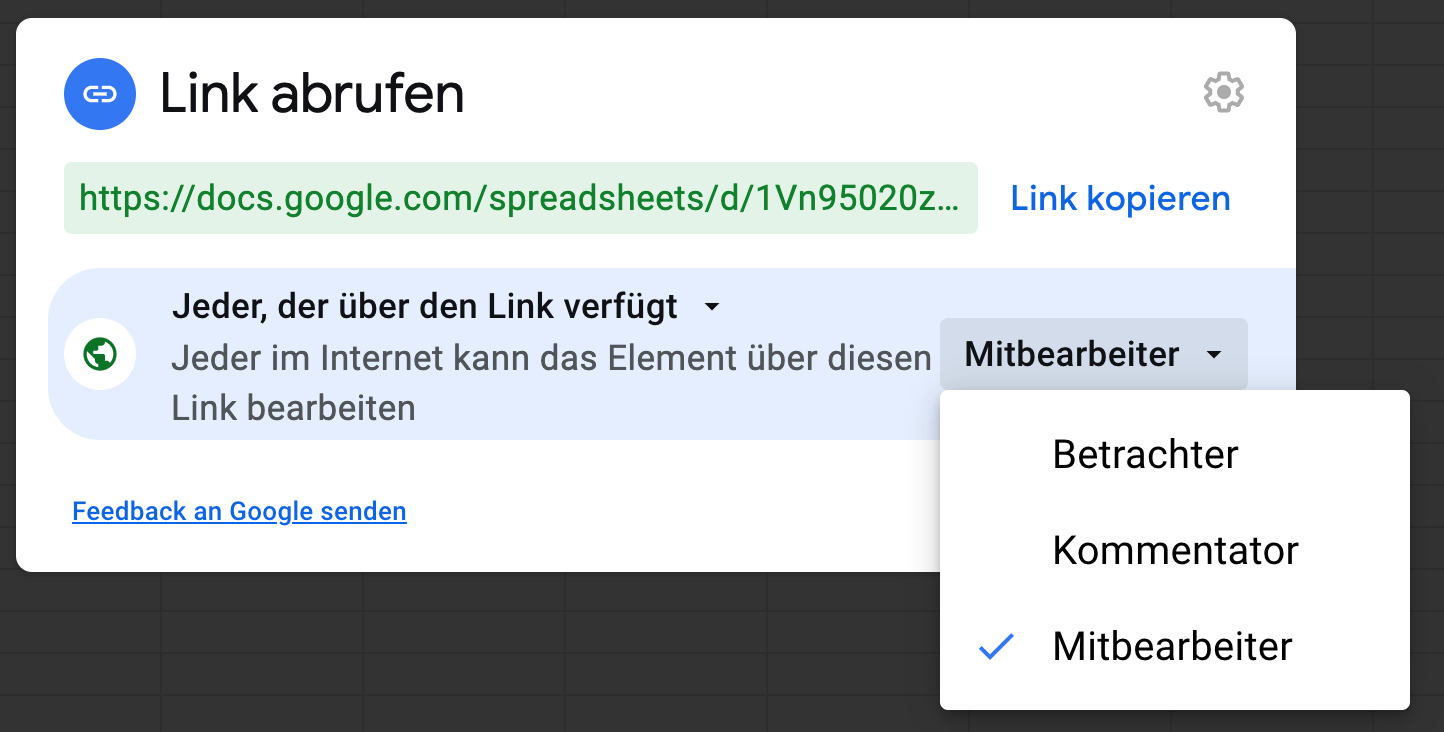 Link abrufen
https://docs.google.com/spreadsheets/d/1Vn95020z...
Link kopieren
Jeder, der über den Link verfügt
Jeder im Internet kann das Element über diesen
Link bearbeiten
Mitbearbeiter
Betrachter
Kommentator
Mitbearbeiter
Feedback an Google senden